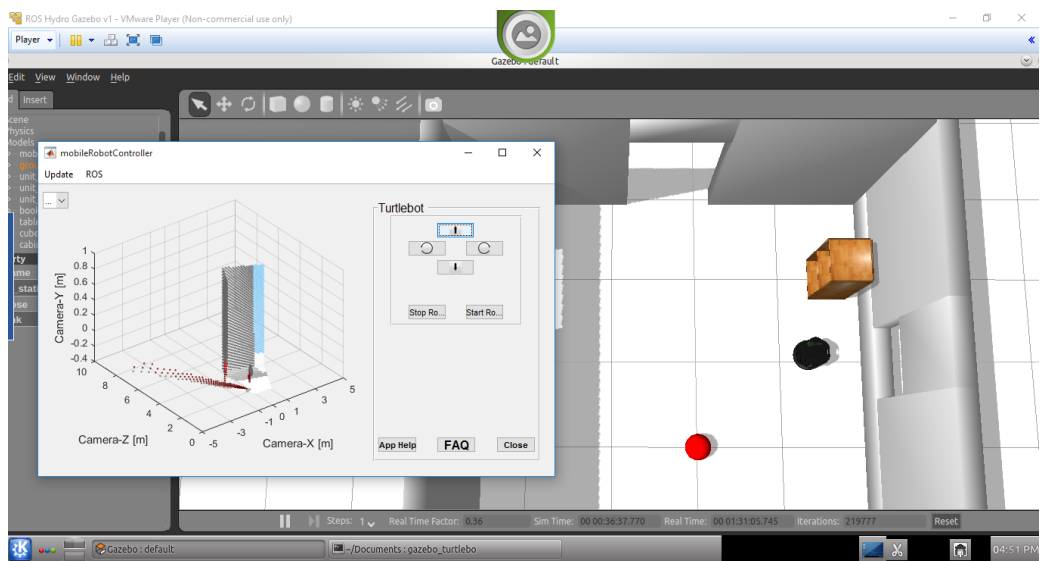 ROS Hydro Gazebo v1 - VMware Player (Non-commercial use only)
Player
Gazebo : default
Edit View Window Help
Insert
mobileRobotController
Update ROS
...
Turtlebot
Stop Ro... Start Ro...
App Help FAQ Close
Camera-Y [m]
1
0.8
0.6
0.4
0.2
0
-0.2
-0.4
10
8
6
4
2
0
Camera-Z [m]
-5
-3
-1
0
1
3
5
Camera-X [m]
Steps: 1 Real Time Factor: 0.36 Sim Time: 00 00:36:37.770 Real Time: 00 01:31:05.745 Iterations: 219777 Reset
Gazebo : default
~/Documents : gazebo_turtlebo
04:51 PM